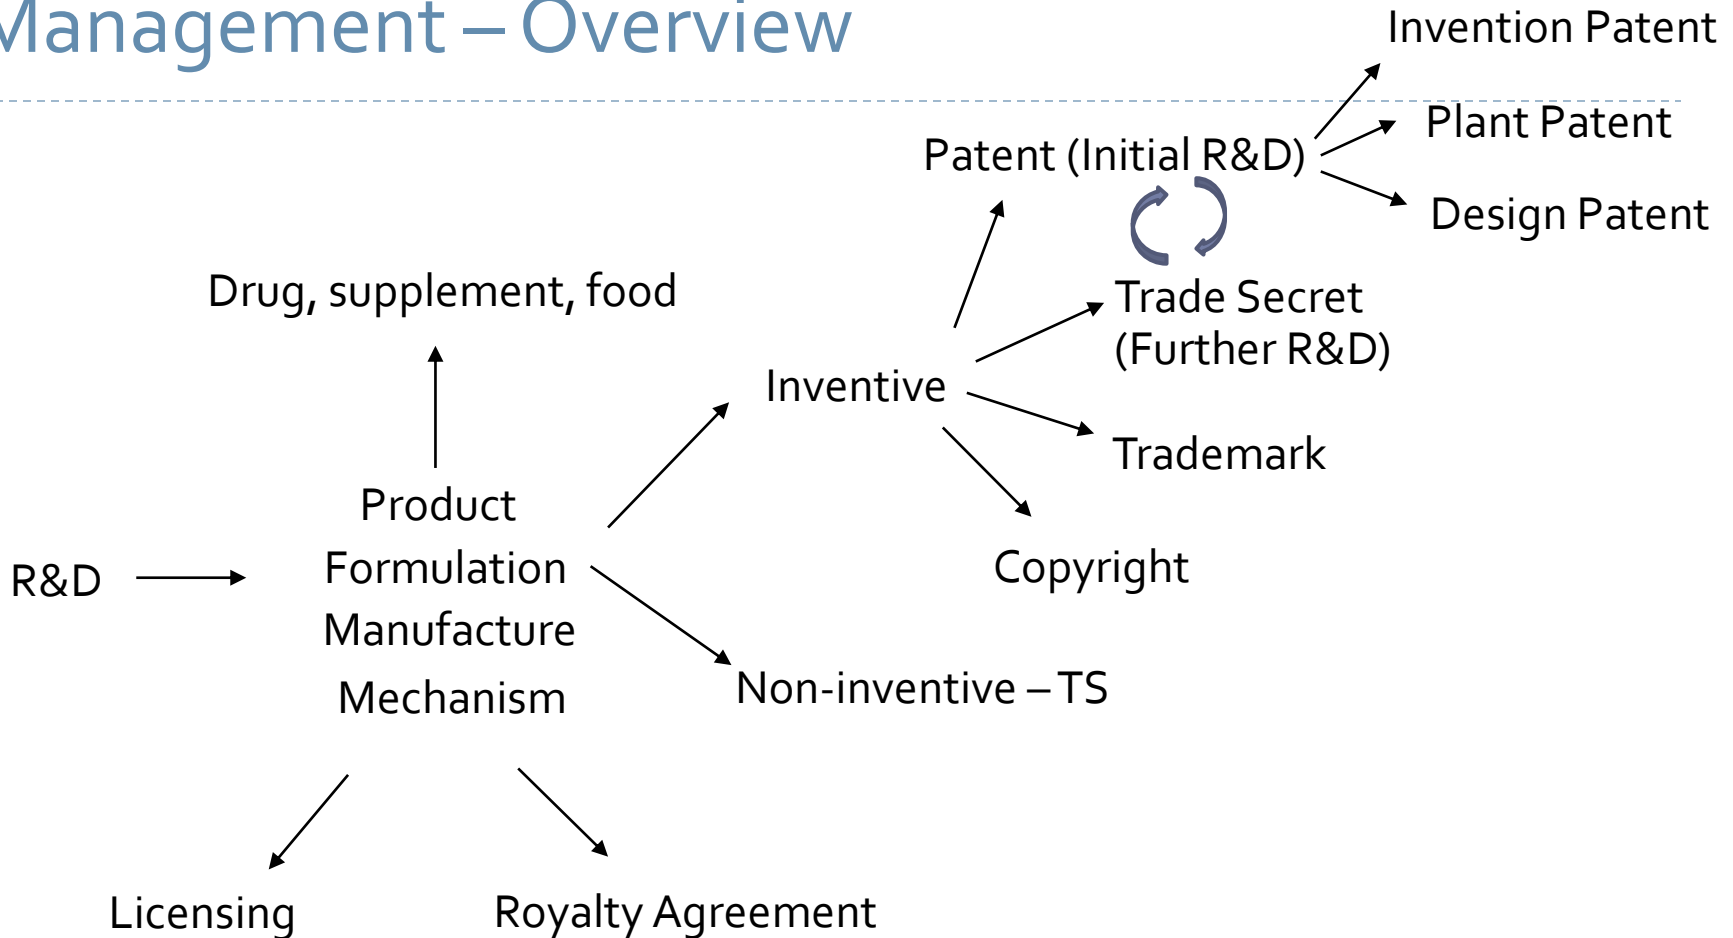 Management – Overview
Invention Patent
Plant Patent
Patent (Initial R&D)
Design Patent
Drug, supplement, food
Trade Secret
(Further R&D)
Inventive
Trademark
Product
Formulation
Manufacture
Mechanism
R&D
Copyright
Non-inventive – TS
Licensing
Royalty Agreement